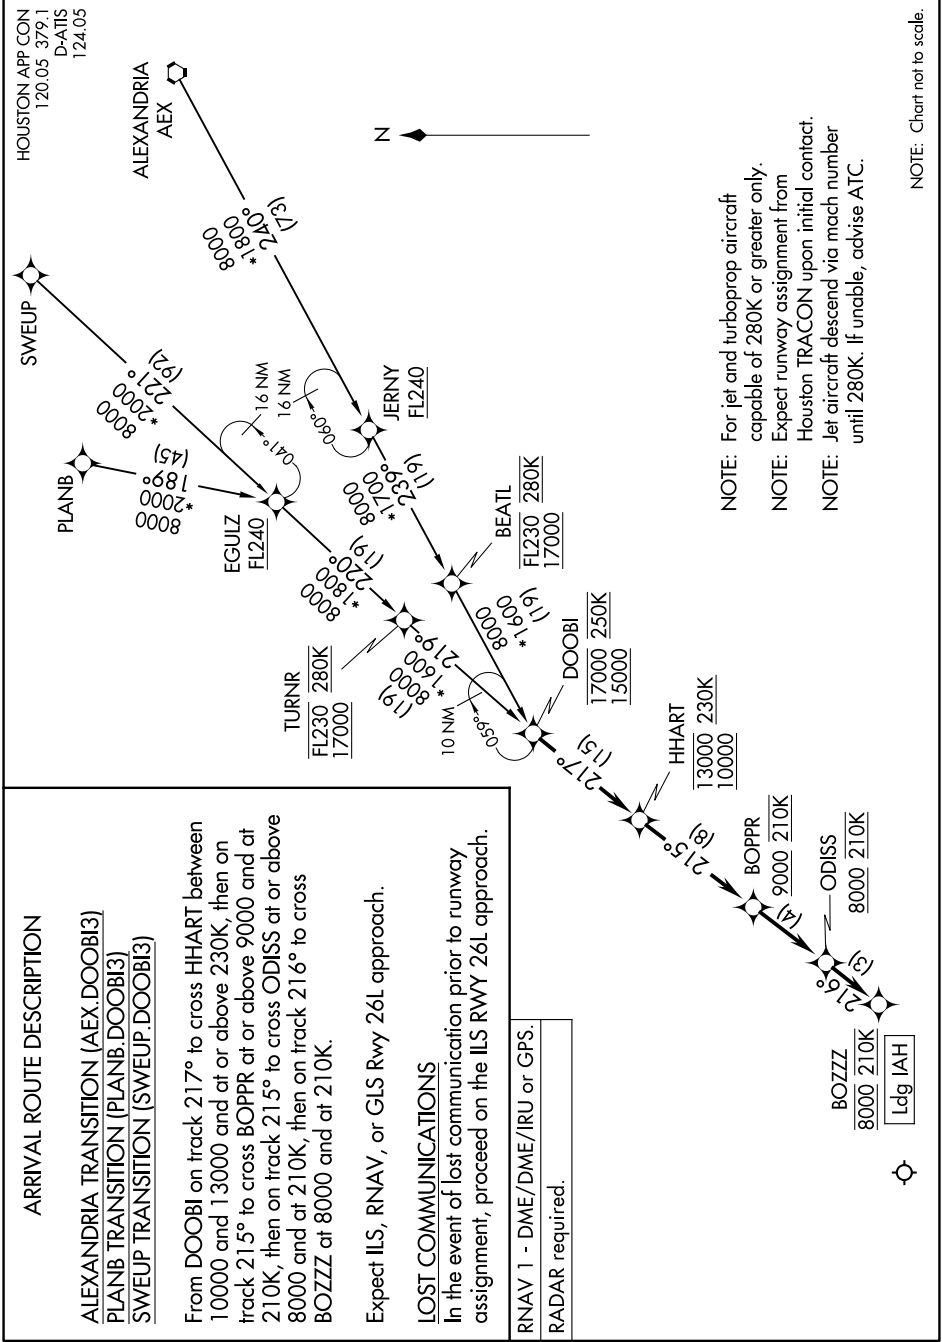 ARRIVAL ROUTE DESCRIPTION
ALEXANDRIA TRANSITION (AEX.DOOBI3)
PLANB TRANSITION (PLANB.DOOBI3)
SWEUP TRANSITION (SWEUP.DOOBI3)
From DOOBI on track 217° to cross HHART between
10000 and 13000 and at or above 230K, then on
track 215° to cross BOPPR at or above 9000 and at
210K, then on track 215° to cross ODISS at or above
8000 and at 210K, then on track 216° to cross
BOZZZ at 8000 and at 210K.
Expect ILS, RNAV, or GLS Rwy 26L approach.
LOST COMMUNICATIONS
In the event of lost communication prior to runway
assignment, proceed on the ILS RWY 26L approach.
RNAV 1 - DME/DME/IRU or GPS.
RADAR required.
HOUSTON APP CON
120.05 379.1
D-ATIS
124.05
SWEUP
8000
*2000
221°
(92)
ALEXANDRIA
AEX
8000
*1800
240°
(73)
PLANB
8000
*2000
189°
(45)
EGULZ
FL240
041°
16 NM
16 NM
060°
JERNY
FL240
8000
*1800
220°
(19)
8000
*1700
239°
(19)
TURNR
FL230 280K
17000
BEATL
FL230 280K
17000
(19)
8000
*1600
219°
8000
*1600
(19)
10 NM
059°
DOOBI
17000 250K
15000
217°
(15)
HHART
13000 230K
10000
215°
(8)
BOPPR
9000 210K
(4)
ODISS
8000 210K
216°
(3)
BOZZZ
8000 210K
Ldg IAH
N
NOTE: For jet and turboprop aircraft
capable of 280K or greater only.
NOTE: Expect runway assignment from
Houston TRACON upon initial contact.
NOTE: Jet aircraft descend via mach number
until 280K. If unable, advise ATC.
NOTE: Chart not to scale.